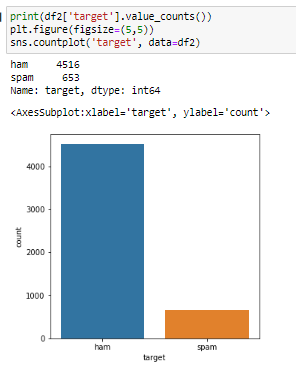 print(df2['target'].value_counts())
plt.figure(figsize=(5,5))
sns.countplot('target', data=df2)
ham     4516
spam     653
Name: target, dtype: int64
<AxesSubplot:xlabel='target', ylabel='count'>
4000
3000
2000
1000
0
count
ham spam
target